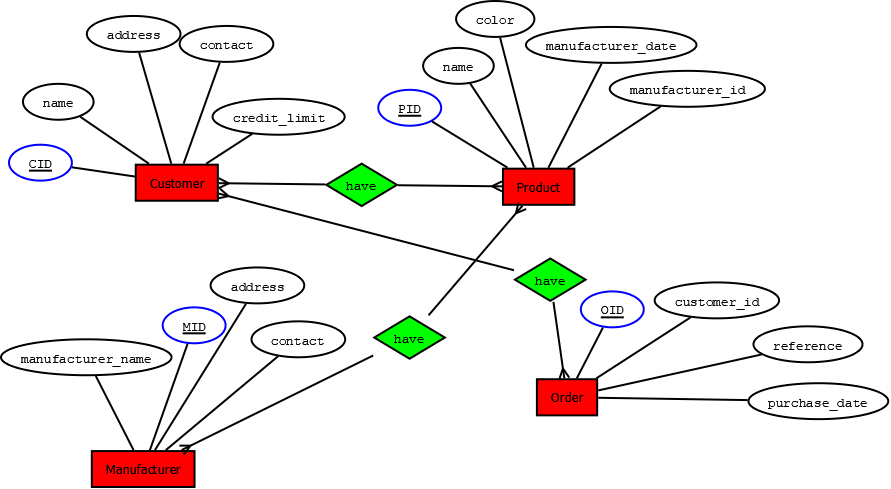 color
address
contact
manufacturer_date
name
manufacturer_id
name
PID
credit_limit
CID
Customer
have
Product
have
address
customer_id
OID
MID
have
contact
reference
manufacturer_name
Order
purchase_date
Manufacturer